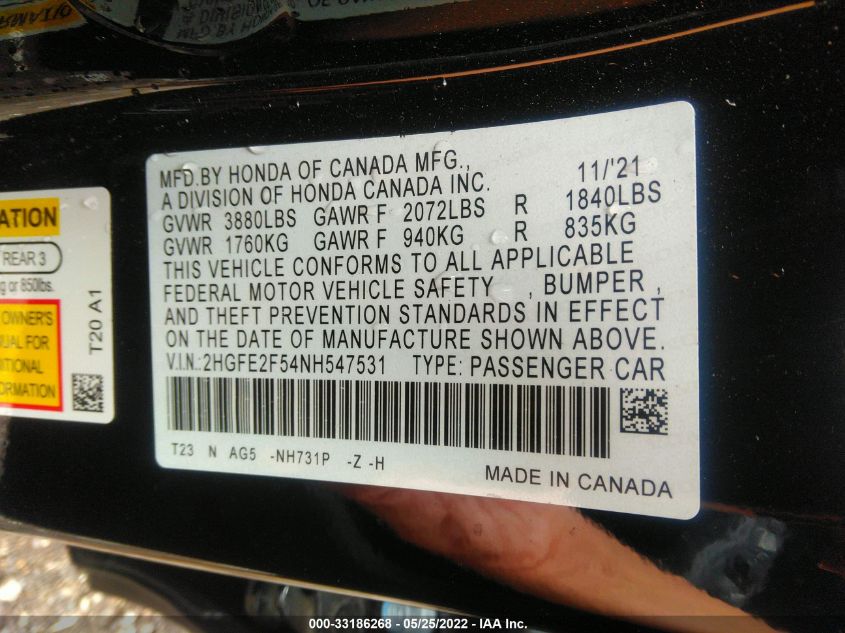 MFD.BY HONDA OF CANADA MFG., 11/'21
A DIVISION OF HONDA CANADA INC.
GVWR 3880LBS GAWR F 2072LBS R 1840LBS
GVWR 1760KG GAWR F 940KG R 835KG
THIS VEHICLE CONFORMS TO ALL APPLICABLE
FEDERAL MOTOR VEHICLE SAFETY , BUMPER ,
AND THEFT PREVENTION STANDARDS IN EFFECT
ON THE DATE OF MANUFACTURE SHOWN ABOVE.
V.I.N.:2HGFE2F54NH547531 TYPE: PASSENGER CAR
T23 N AG5 -NH731P -Z -H
MADE IN CANADA
REAR 3
or 850lbs.
OWNER'S
FOR
T20 A1
000-33186268 - 05/25/2022 - IAA Inc.